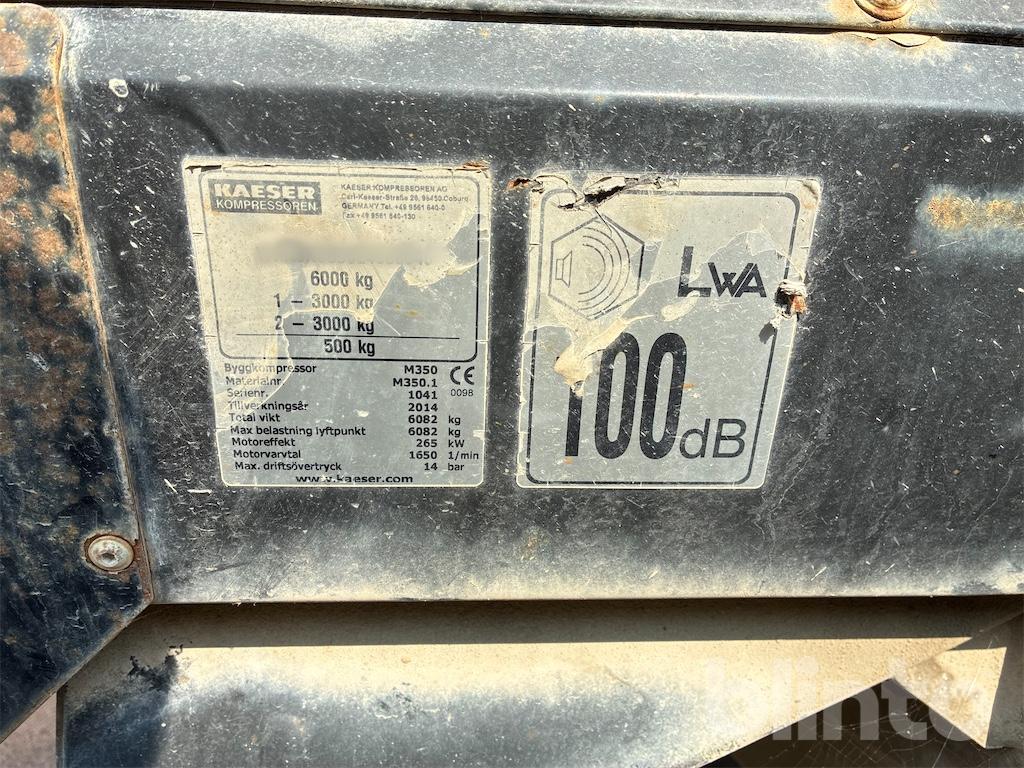 KAESER
KOMPRESSOREN
KAESER KOMPRESSOREN AG
Carl-Kaeser-Straße 26, 96450 Coburg
GERMANY Tel. +49 9561 640-0
Fax +49 9561 640-130
6000 kg
1 – 3000 kg
2 – 3000 kg
500 kg
Byggkompressor M350
Materialnr. M350.1
Serienr. 1041
Tillverkningsår 2014
Total vikt 6082 kg
Max belastning lyftpunkt 6082 kg
Motoreffekt 265 kW
Motorvarvtal 1650 1/min
Max. driftsövertryck 14 bar
www.kaeser.com
CE
0098
LWA
100dB
blinto